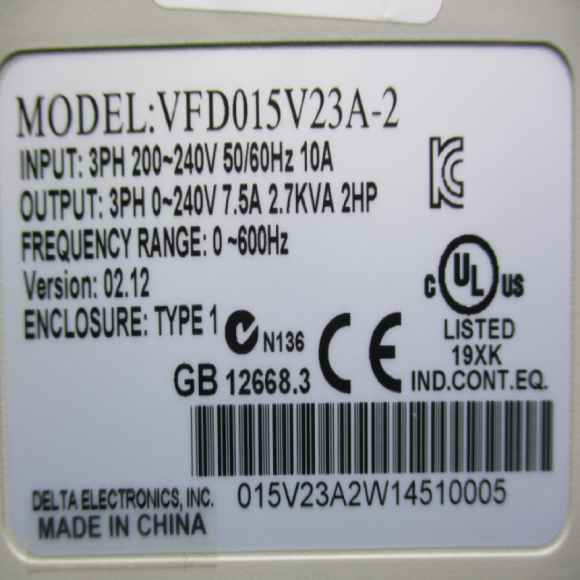 MODEL:VFD015V23A-2
INPUT: 3PH 200~240V 50/60Hz 10A
OUTPUT: 3PH 0~240V 7.5A 2.7KVA 2HP
FREQUENCY RANGE: 0 ~600Hz
Version: 02.12
ENCLOSURE: TYPE 1
N136
KC
C UL US
LISTED
19XK
IND.CONT.EQ.
GB 12668.3
CE
015V23A2W14510005
DELTA ELECTRONICS, INC.
MADE IN CHINA